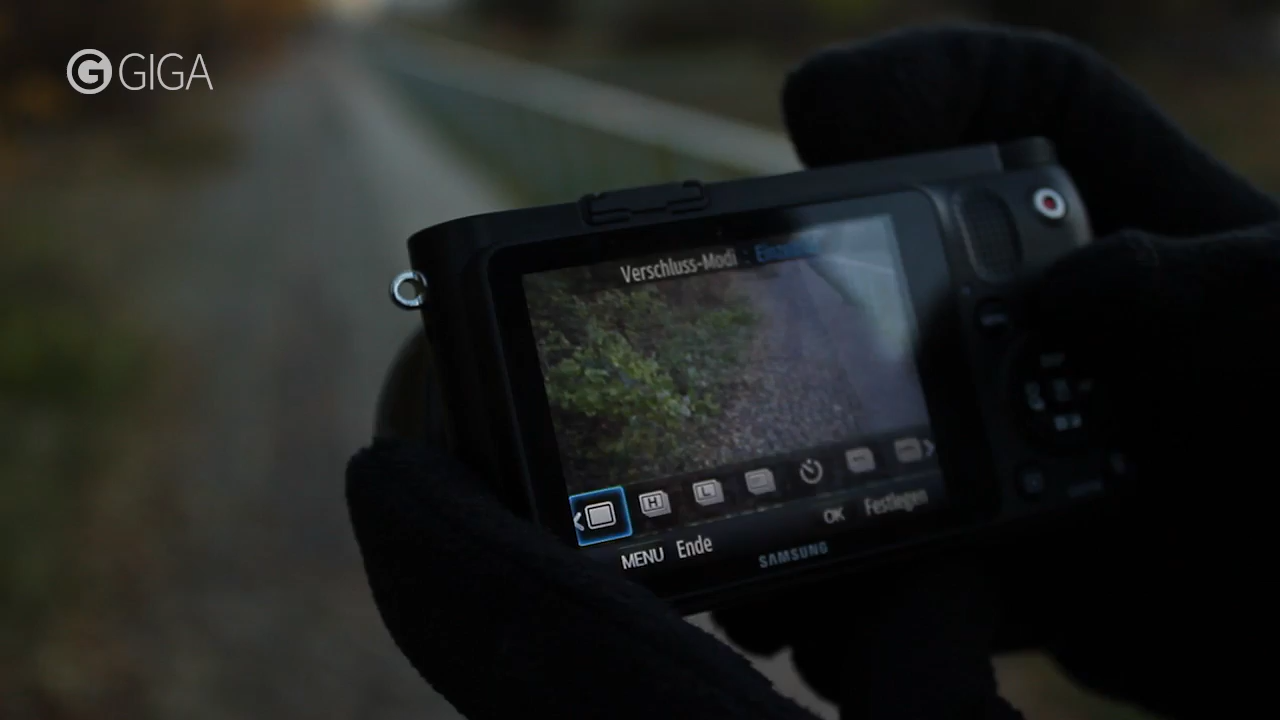 GIGA
Verschluss-Modi :
H
L
OK Festlegen
MENU Ende
SAMSUNG